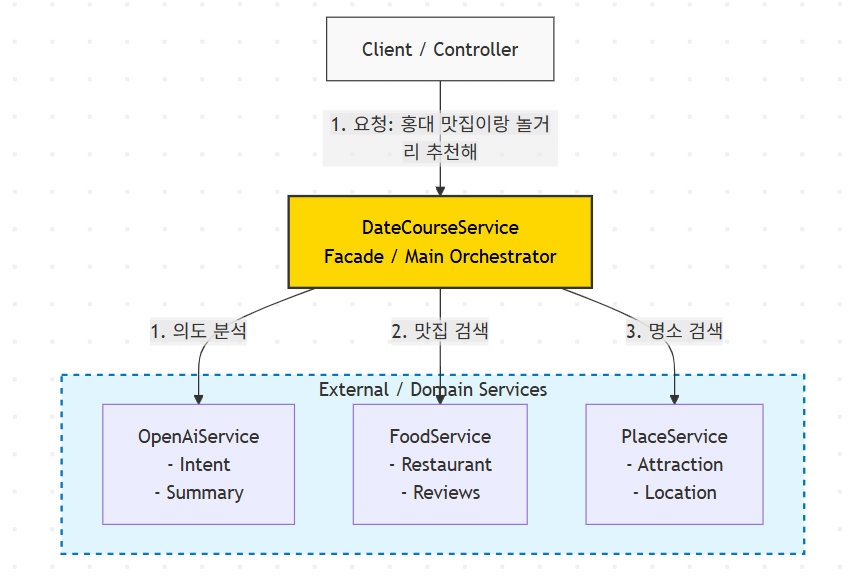 Client / Controller
1. 요청: 홍대 맛집이랑 놀거
리 추천해
DateCourseService
Facade / Main Orchestrator
1. 의도 분석
2. 맛집 검색
3. 명소 검색
External / Domain Services
OpenAiService
- Intent
- Summary
FoodService
- Restaurant
- Reviews
PlaceService
- Attraction
- Location